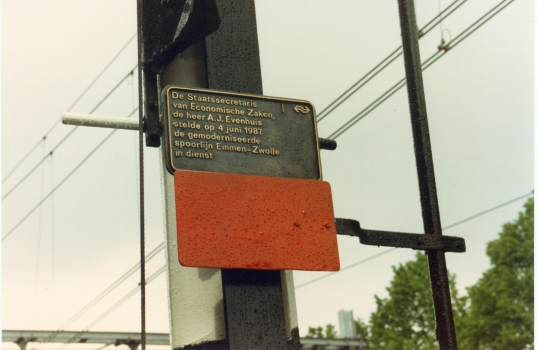 De Staatssecretaris
van Economische Zaken,
de heer A.J. Evenhuis
stelde op 4 juni 1987
de gemoderniseerde
spoorlijn Emmen-Zwolle
in dienst